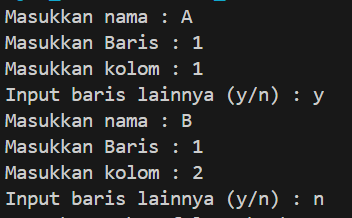 Masukkan nama : A
Masukkan Baris : 1
Masukkan kolom : 1
Input baris lainnya (y/n) : y
Masukkan nama : B
Masukkan Baris : 1
Masukkan kolom : 2
Input baris lainnya (y/n) : n